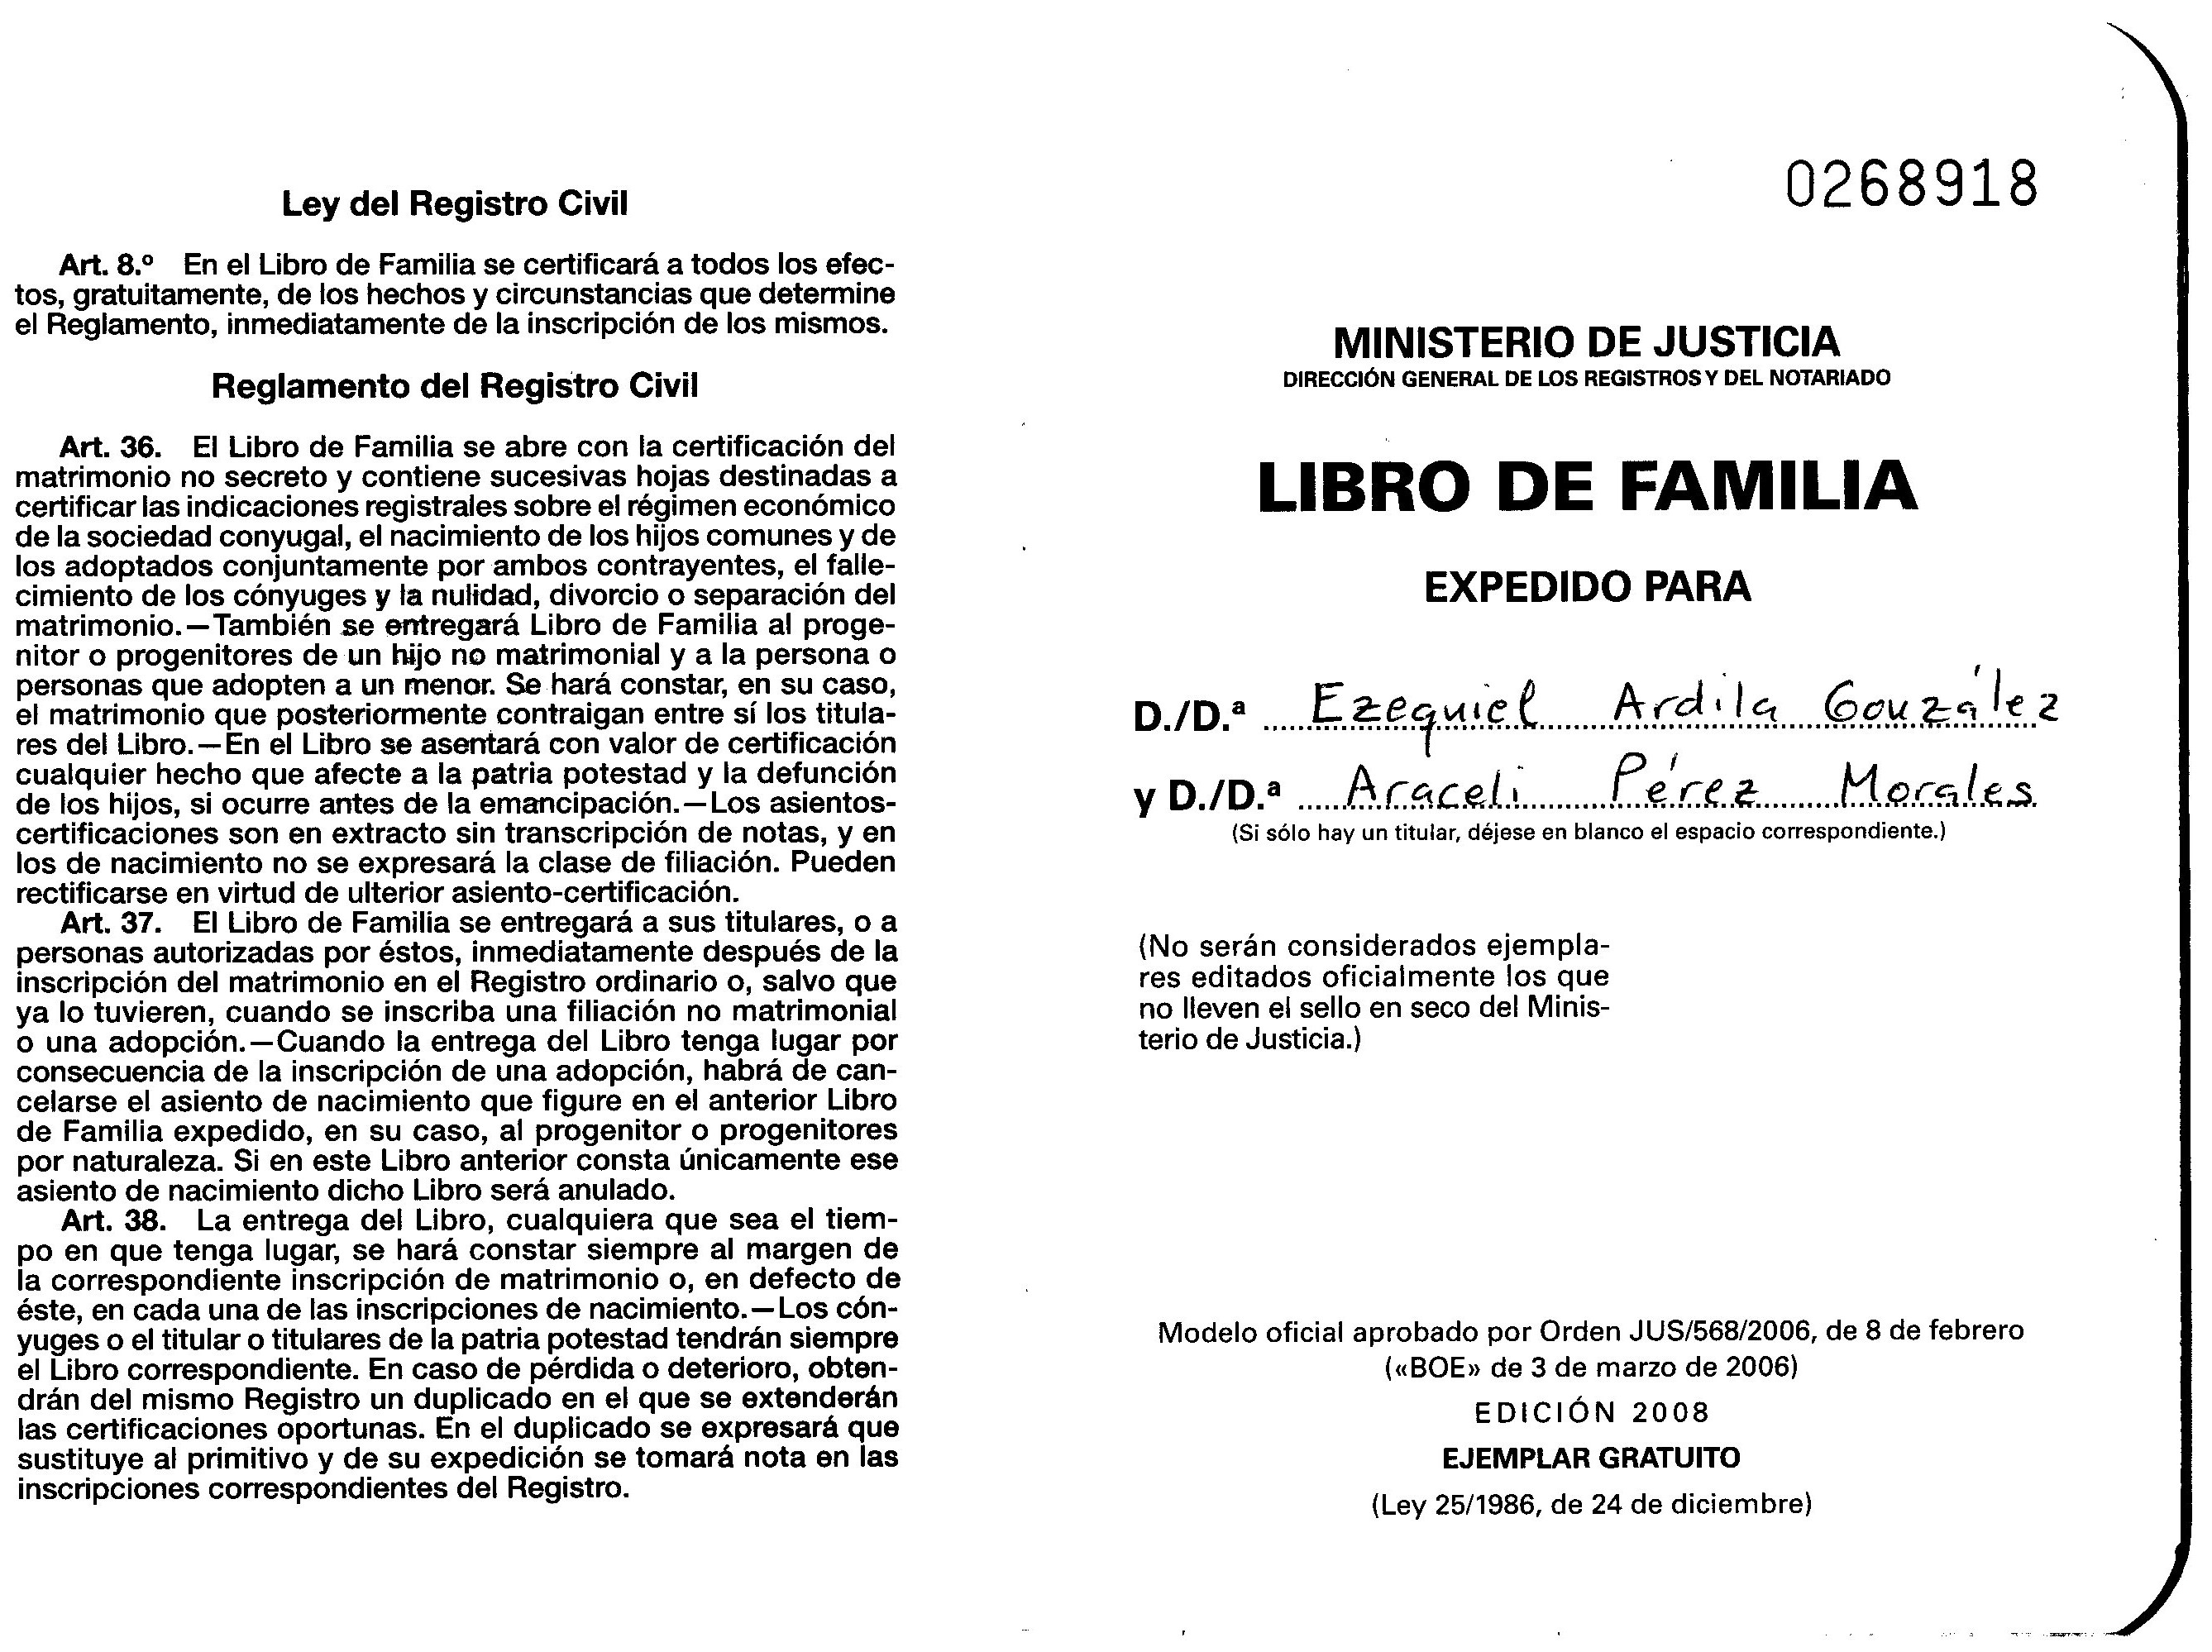 Ley del Registro Civil
Art. 8.º En el Libro de Familia se certificará a todos los efec-
tos, gratuitamente, de los hechos y circunstancias que determine
el Reglamento, inmediatamente de la inscripción de los mismos.
Reglamento del Registro Civil
Art. 36. El Libro de Familia se abre con la certificación del
matrimonio no secreto y contiene sucesivas hojas destinadas a
certificar las indicaciones registrales sobre el régimen económico
de la sociedad conyugal, el nacimiento de los hijos comunes y de
los adoptados conjuntamente por ambos contrayentes, el falle-
cimiento de los cónyuges y la nulidad, divorcio o separación del
matrimonio.—También se entregará Libro de Familia al proge-
nitor o progenitores de un hijo no matrimonial y a la persona o
personas que adopten a un menor. Se hará constar, en su caso,
el matrimonio que posteriormente contraigan entre sí los titula-
res del Libro.—En el Libro se asentará con valor de certificación
cualquier hecho que afecte a la patria potestad y la defunción
de los hijos, si ocurre antes de la emancipación.—Los asientos-
certificaciones son en extracto sin transcripción de notas, y en
los de nacimiento no se expresará la clase de filiación. Pueden
rectificarse en virtud de ulterior asiento-certificación.
Art. 37. El Libro de Familia se entregará a sus titulares, o a
personas autorizadas por éstos, inmediatamente después de la
inscripción del matrimonio en el Registro ordinario o, salvo que
ya lo tuvieren, cuando se inscriba una filiación no matrimonial
o una adopción.—Cuando la entrega del Libro tenga lugar por
consecuencia de la inscripción de una adopción, habrá de can-
celarse el asiento de nacimiento que figure en el anterior Libro
de Familia expedido, en su caso, al progenitor o progenitores
por naturaleza. Si en este Libro anterior consta únicamente ese
asiento de nacimiento dicho Libro será anulado.
Art. 38. La entrega del Libro, cualquiera que sea el tiem-
po en que tenga lugar, se hará constar siempre al margen de
la correspondiente inscripción de matrimonio o, en defecto de
éste, en cada una de las inscripciones de nacimiento.—Los cón-
yuges o el titular o titulares de la patria potestad tendrán siempre
el Libro correspondiente. En caso de pérdida o deterioro, obten-
drán del mismo Registro un duplicado en el que se extenderán
las certificaciones oportunas. En el duplicado se expresará que
sustituye al primitivo y de su expedición se tomará nota en las
inscripciones correspondientes del Registro.
0268918
MINISTERIO DE JUSTICIA
DIRECCIÓN GENERAL DE LOS REGISTROS Y DEL NOTARIADO
LIBRO DE FAMILIA
EXPEDIDO PARA
D./D.ª Ezequiel Ardila González
y D./D.ª Araceli Pérez Morales
(Si sólo hay un titular, déjese en blanco el espacio correspondiente.)
(No serán considerados ejempla-
res editados oficialmente los que
no lleven el sello en seco del Minis-
terio de Justicia.)
Modelo oficial aprobado por Orden JUS/568/2006, de 8 de febrero
(«BOE» de 3 de marzo de 2006)
EDICIÓN 2008
EJEMPLAR GRATUITO
(Ley 25/1986, de 24 de diciembre)